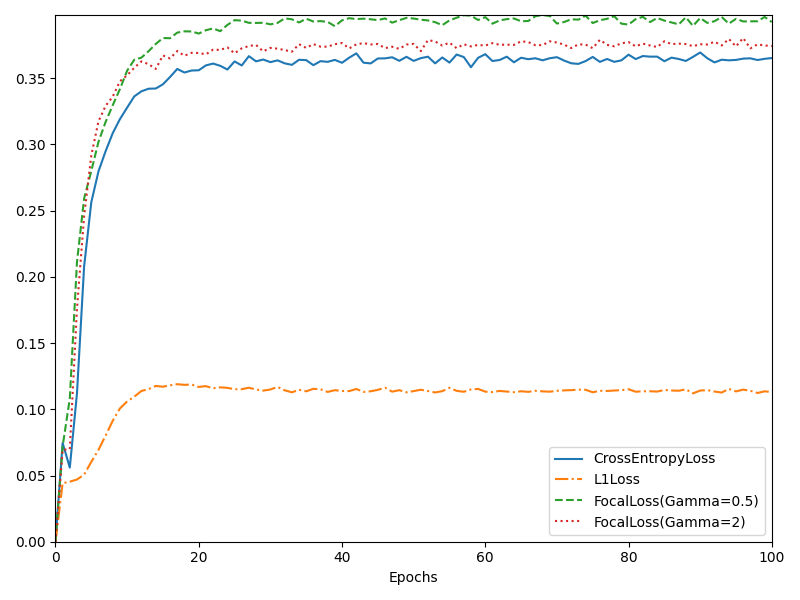 0.35
0.30
0.25
0.20
0.15
0.10
0.05
0.00
0 20 40 60 80 100
Epochs
CrossEntropyLoss
L1Loss
FocalLoss(Gamma=0.5)
FocalLoss(Gamma=2)